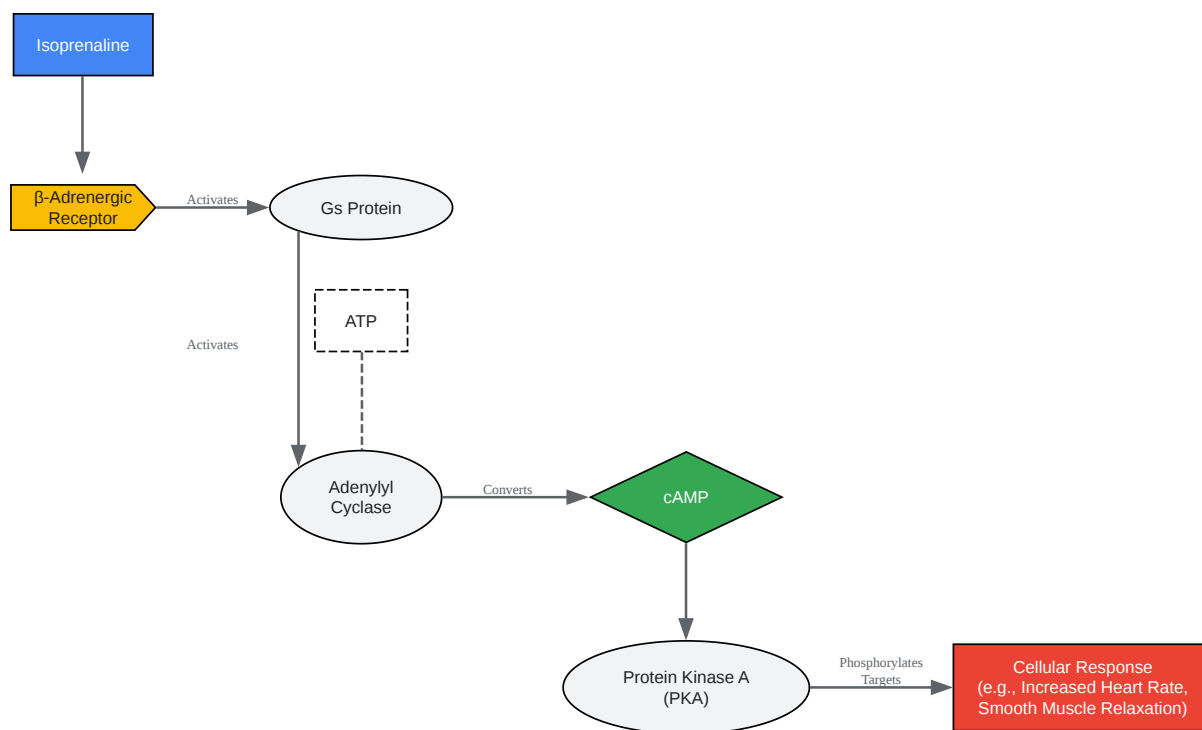 Isoprenaline
β-Adrenergic
Receptor
Activates
Gs Protein
ATP
Activates
Adenylyl
Cyclase
Converts
cAMP
Protein Kinase A
(PKA)
Phosphorylates
Targets
Cellular Response
(e.g., Increased Heart Rate,
Smooth Muscle Relaxation)